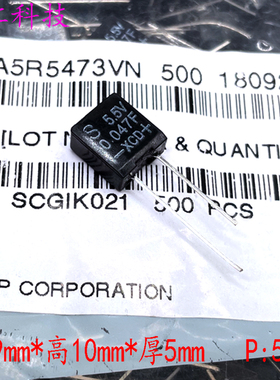 科技
A5R5473VN 500 1809
[LOT N & QUANTI
5.5V
S 0.047F
-XCD+
SCGIK021 500 PCS
P CORPORATION
9mm*高10mm*厚5mm P:5